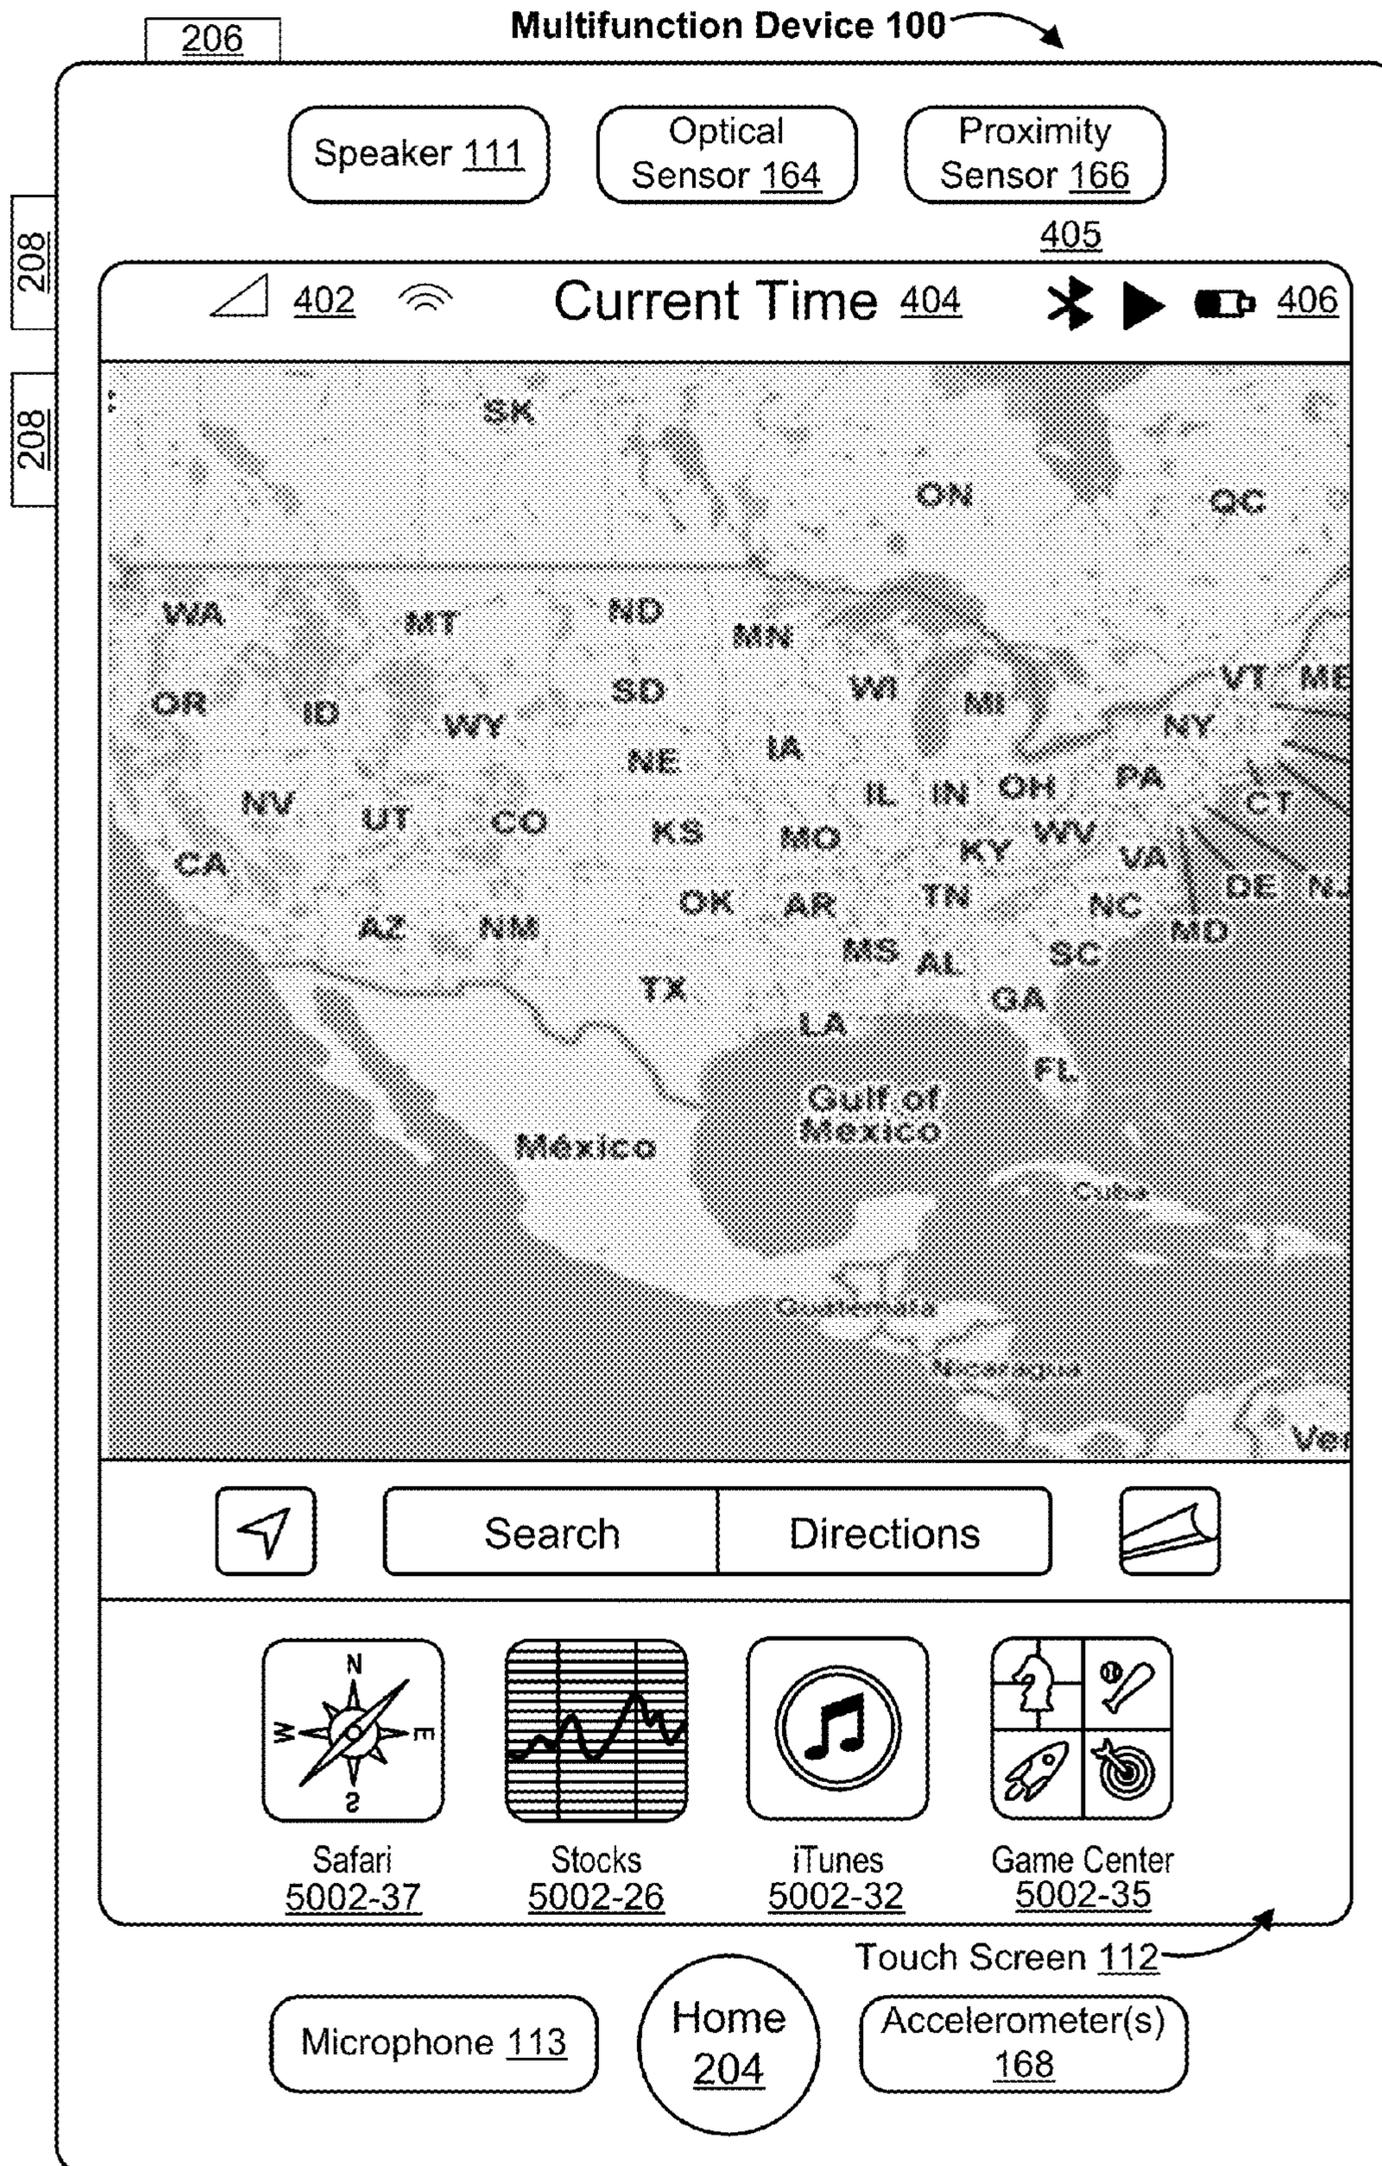 Multifunction Device 100
206
Speaker 111
Optical
Sensor 164
Proximity
Sensor 166
208
208
405
402
Current Time 404
406
SK
ON
QC
WA
MT
ND
MN
OR
ID
WY
SD
WI
MI
VT
ME
NY
NE
IA
NV
UT
CO
KS
MO
IL
IN
OH
PA
CT
CA
KY
WV
VA
AZ
NM
OK
AR
TN
NC
DE
NJ
MD
TX
MS
AL
SC
GA
LA
FL
Gulf of
Mexico
México
Cuba
Guatemala
Nicaragua
Ver
Search
Directions
N
W
E
S
Safari
5002-37
Stocks
5002-26
iTunes
5002-32
Game Center
5002-35
Touch Screen 112
Microphone 113
Home
204
Accelerometer(s)
168